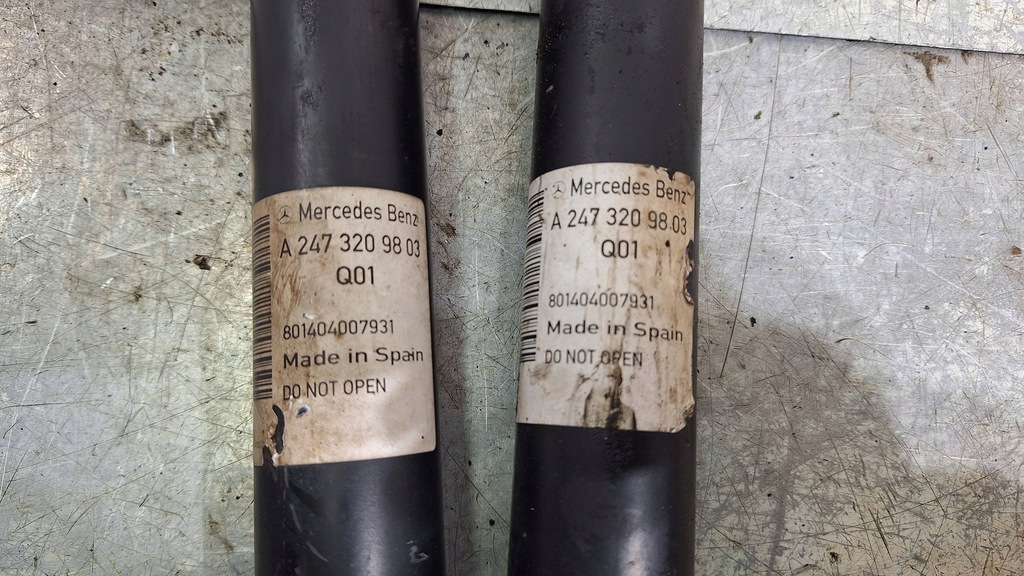 Mercedes Benz
A 247 320 98 03
Q01
801404007931
Made in Spain
DO NOT OPEN
Mercedes Benz
A 247 320 98 03
Q01
801404007931
Made in Spain
DO NOT OPEN